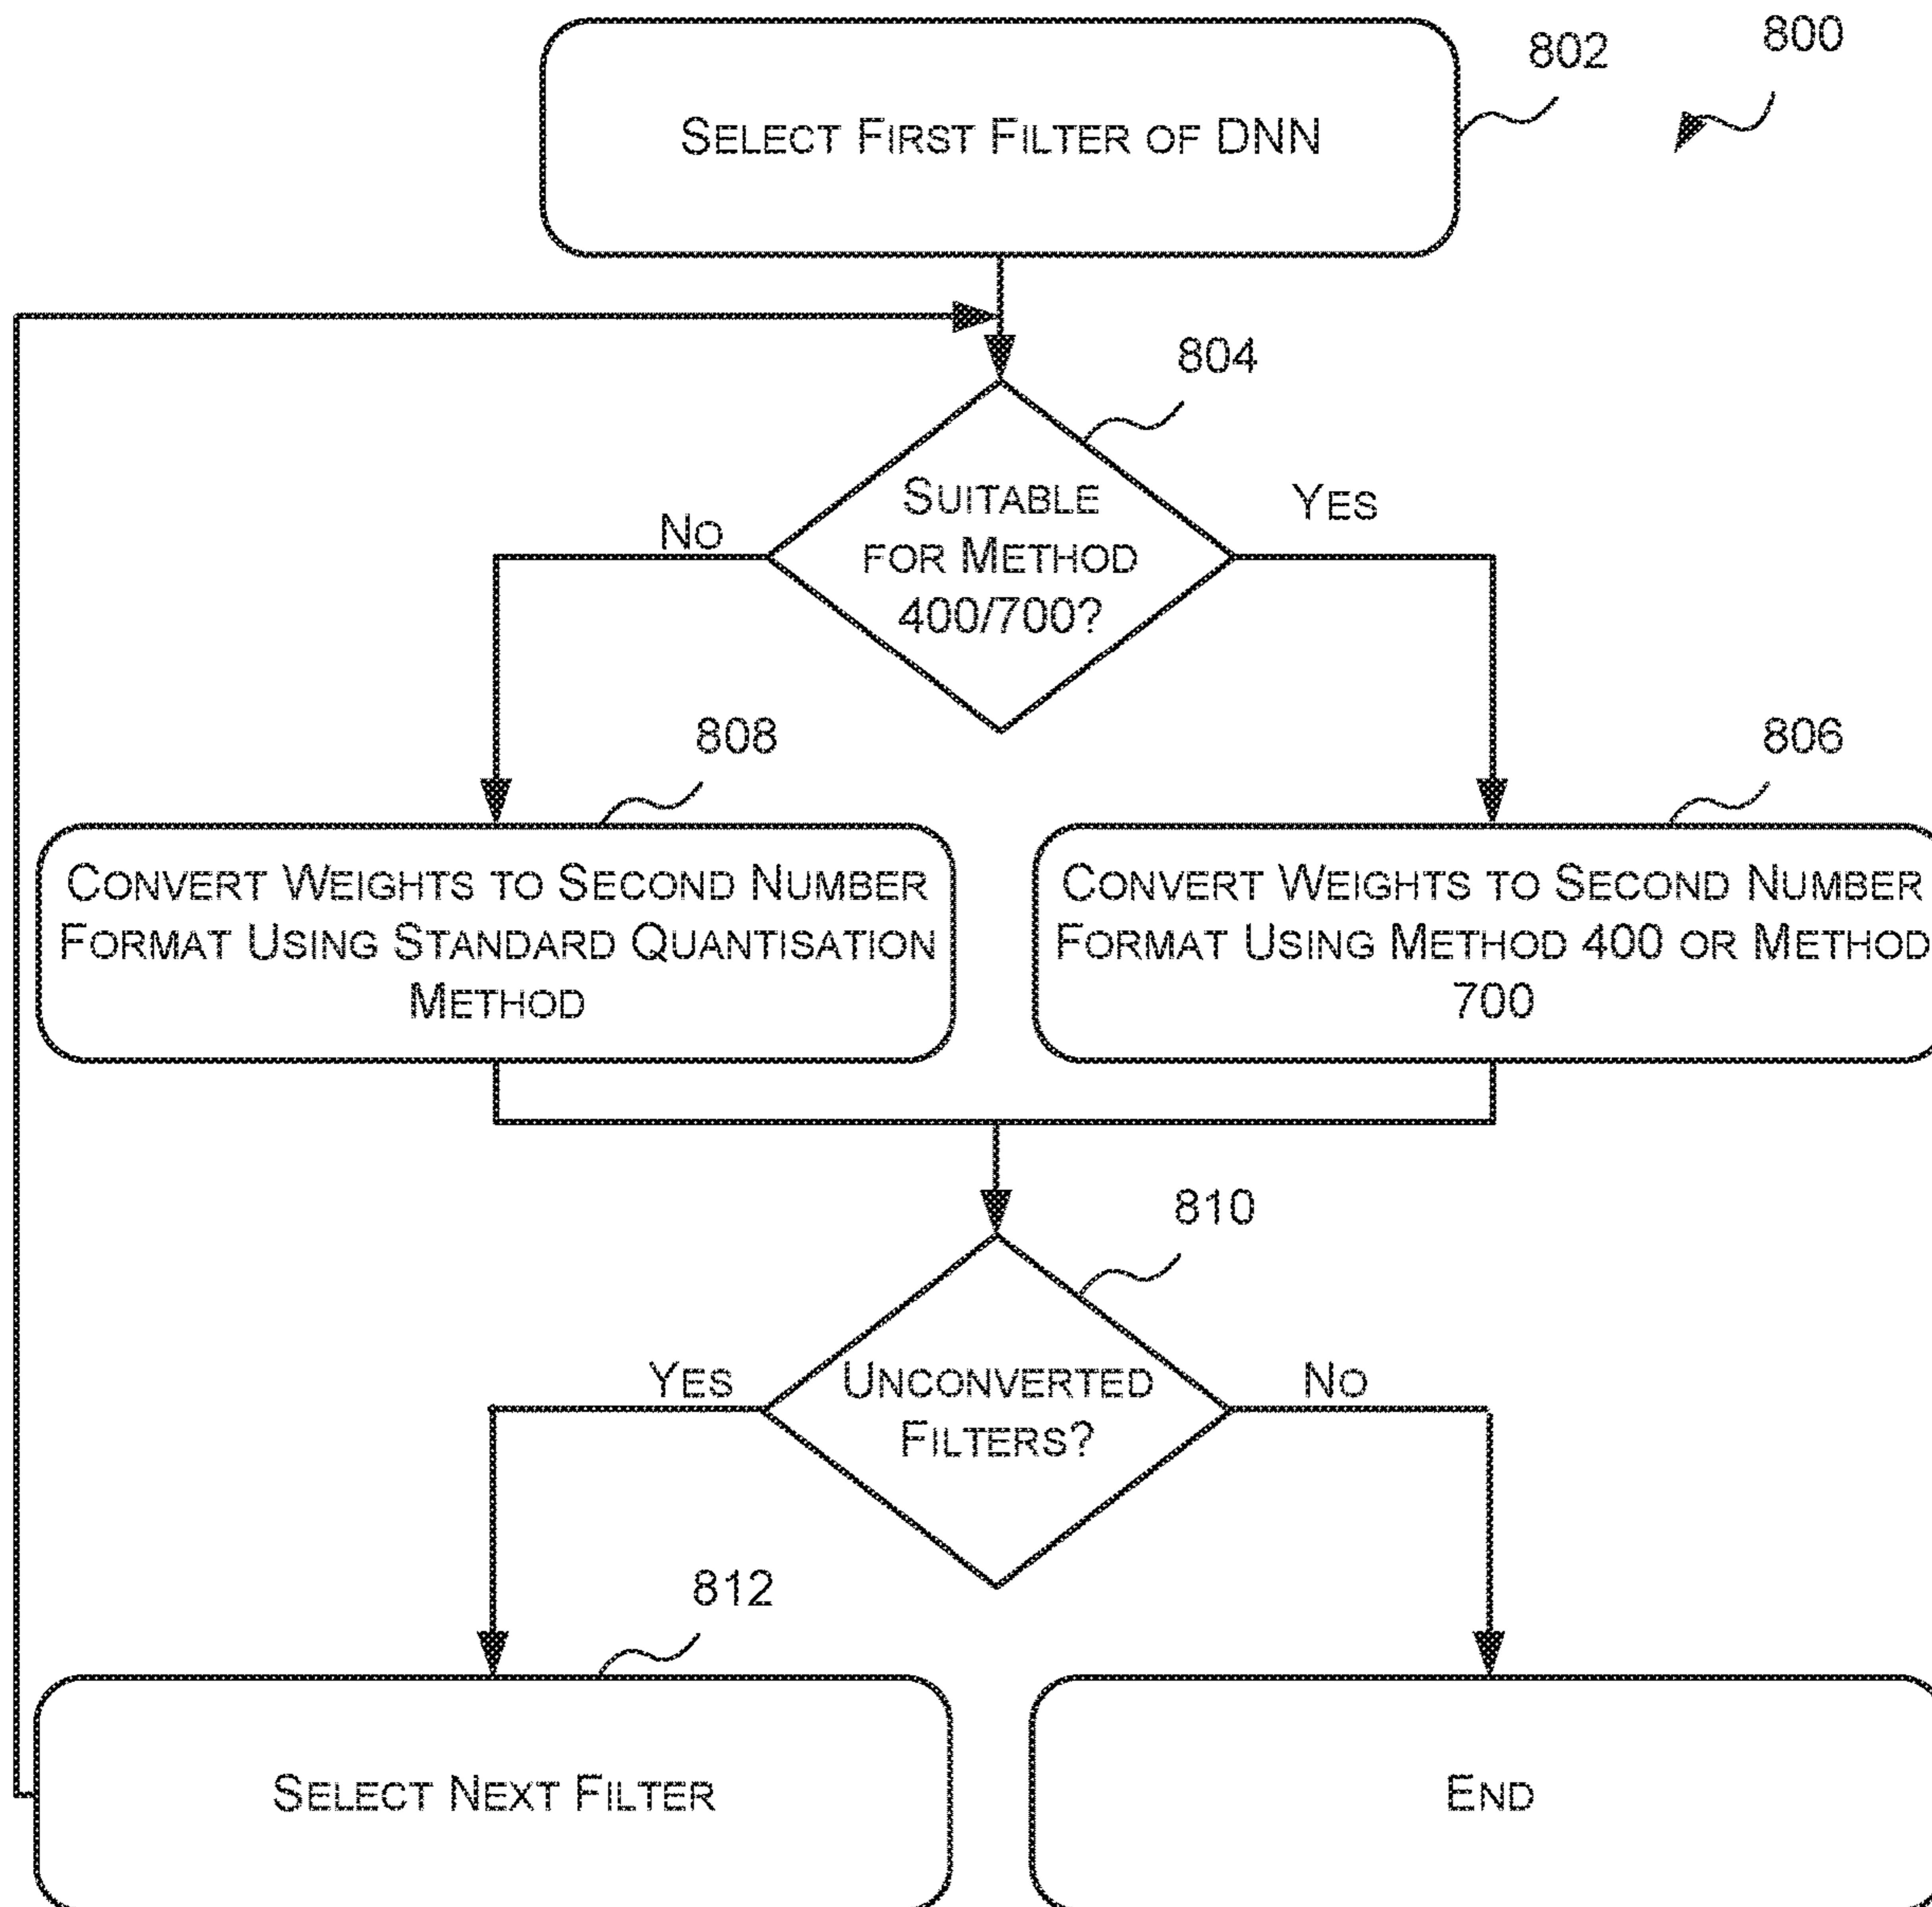 800
802
SELECT FIRST FILTER OF DNN
804
SUITABLE
FOR METHOD
400/700?
NO
YES
808
806
CONVERT WEIGHTS TO SECOND NUMBER
FORMAT USING STANDARD QUANTISATION
METHOD
CONVERT WEIGHTS TO SECOND NUMBER
FORMAT USING METHOD 400 OR METHOD
700
810
UNCONVERTED
FILTERS?
YES
NO
812
SELECT NEXT FILTER
END